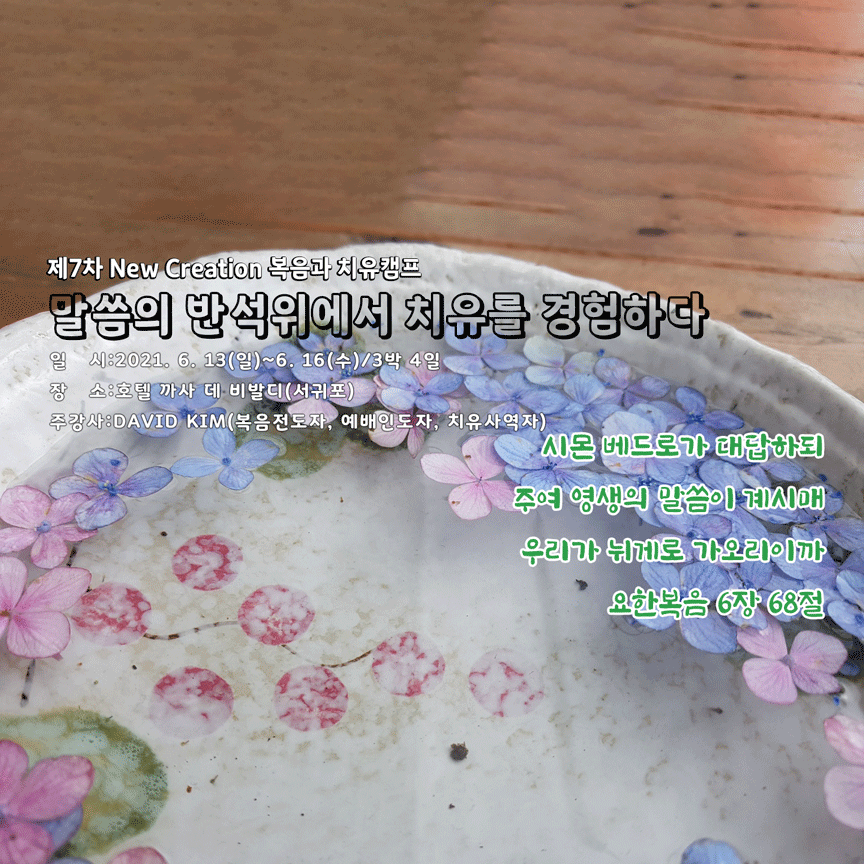 제7차 New Creation 복음과 치유캠프
말씀의 반석위에서 치유를 경험하다
일 시:2021. 6. 13(일)~6. 16(수)/3박 4일
장 소:호텔 까사 데 비발디(서귀포)
주강사:DAVID KIM(복음전도자, 예배인도자, 치유사역자)
시몬 베드로가 대답하되
주여 영생의 말씀이 계시매
우리가 뉘게로 가오리이까
요한복음 6장 68절